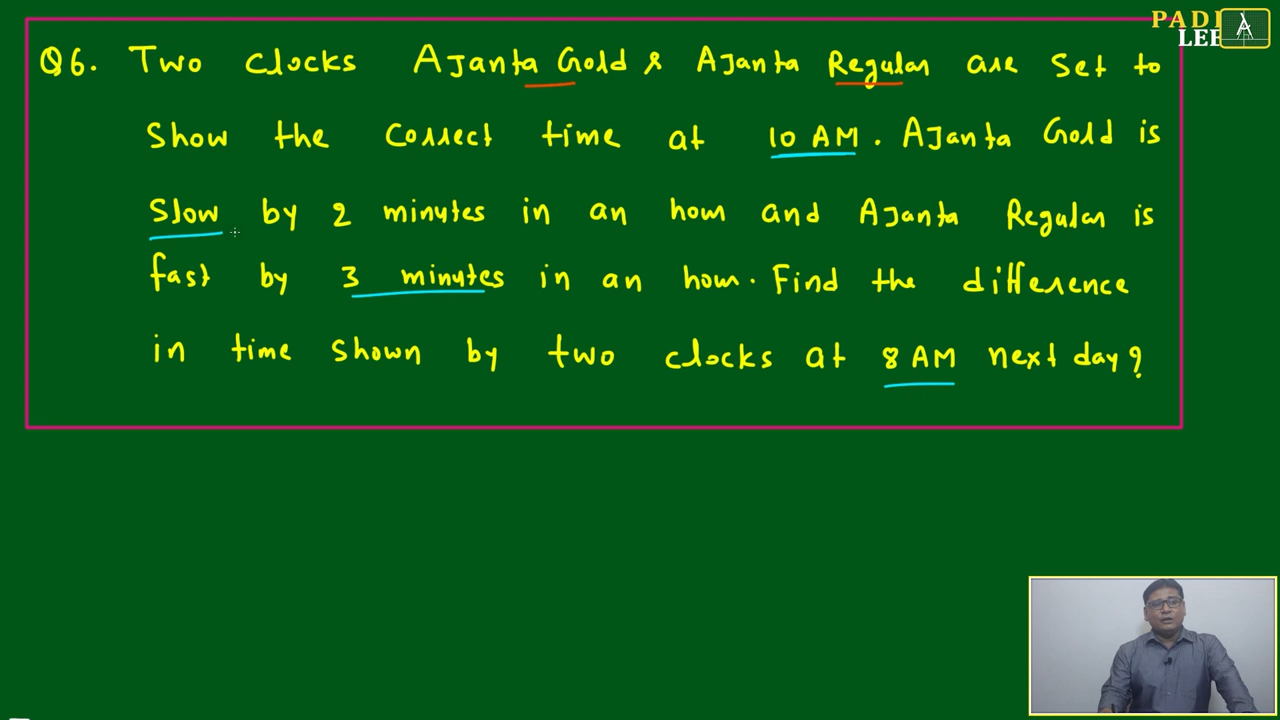 PADI
LEE
Q6. Two clocks Ajanta Gold & Ajanta Regular are set to
show the correct time at 10 AM. Ajanta Gold is
slow by 2 minutes in an hour and Ajanta Regular is
fast by 3 minutes in an hour. Find the difference
in time shown by two clocks at 8 AM next day?